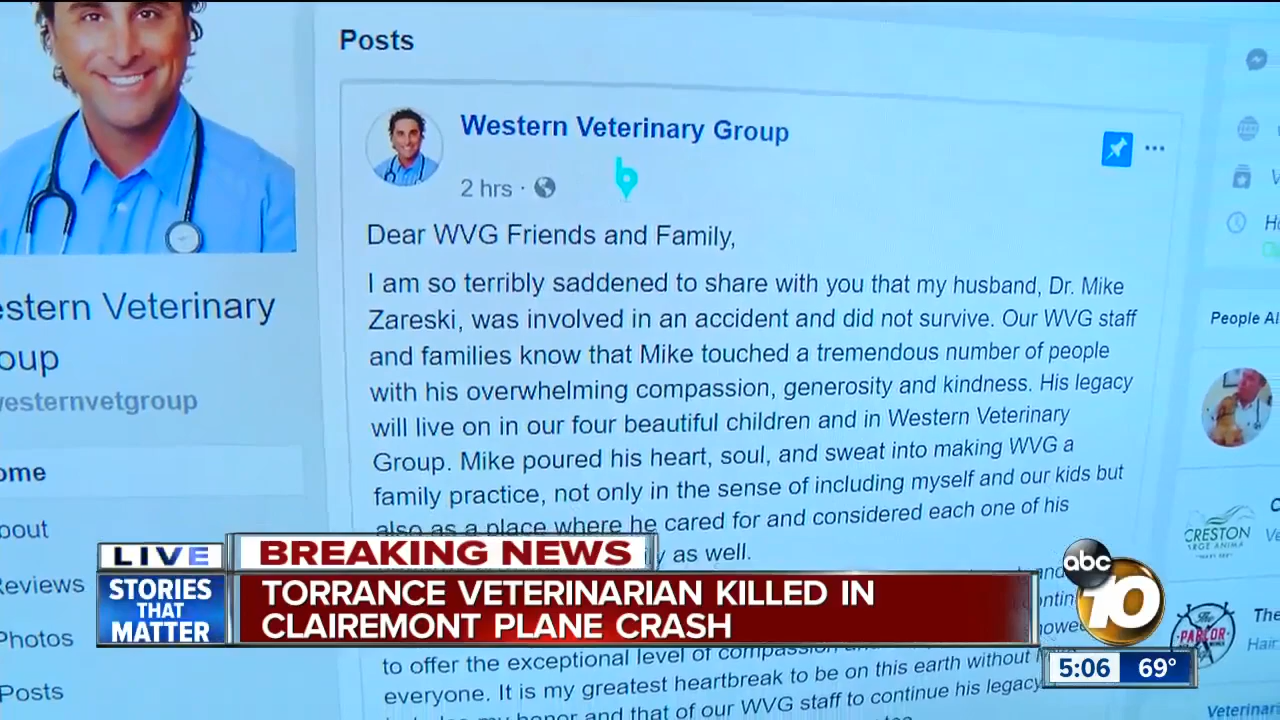 Posts
Western Veterinary Group
2 hrs ·
Dear WVG Friends and Family,
I am so terribly saddened to share with you that my husband, Dr. Mike
Zareski, was involved in an accident and did not survive. Our WVG staff
and families know that Mike touched a tremendous number of people
with his overwhelming compassion, generosity and kindness. His legacy
will live on in our four beautiful children and in Western Veterinary
Group. Mike poured his heart, soul, and sweat into making WVG a
family practice, not only in the sense of including myself and our kids but
also as a place where he cared for and considered each one of his
y as well.
to offer the exceptional level of compassion
everyone. It is my greatest heartbreak to be on this earth without
my honor and that of our WVG staff to continue his legacy
estern Veterinary
oup
westernvetgroup
ome
bout
Reviews
Photos
Posts
People Al
CRESTON
The
PARLOR
Hair
Veterinar
LIVE
BREAKING NEWS
STORIES
THAT
MATTER
TORRANCE VETERINARIAN KILLED IN
CLAIREMONT PLANE CRASH
abc
10
5:06 69°